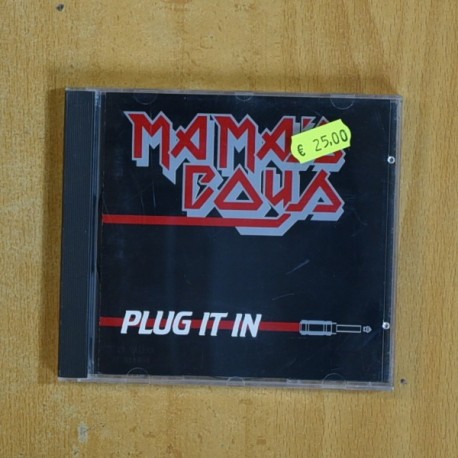 MAMA'S
BOYS
€ 25,00
PLUG IT IN